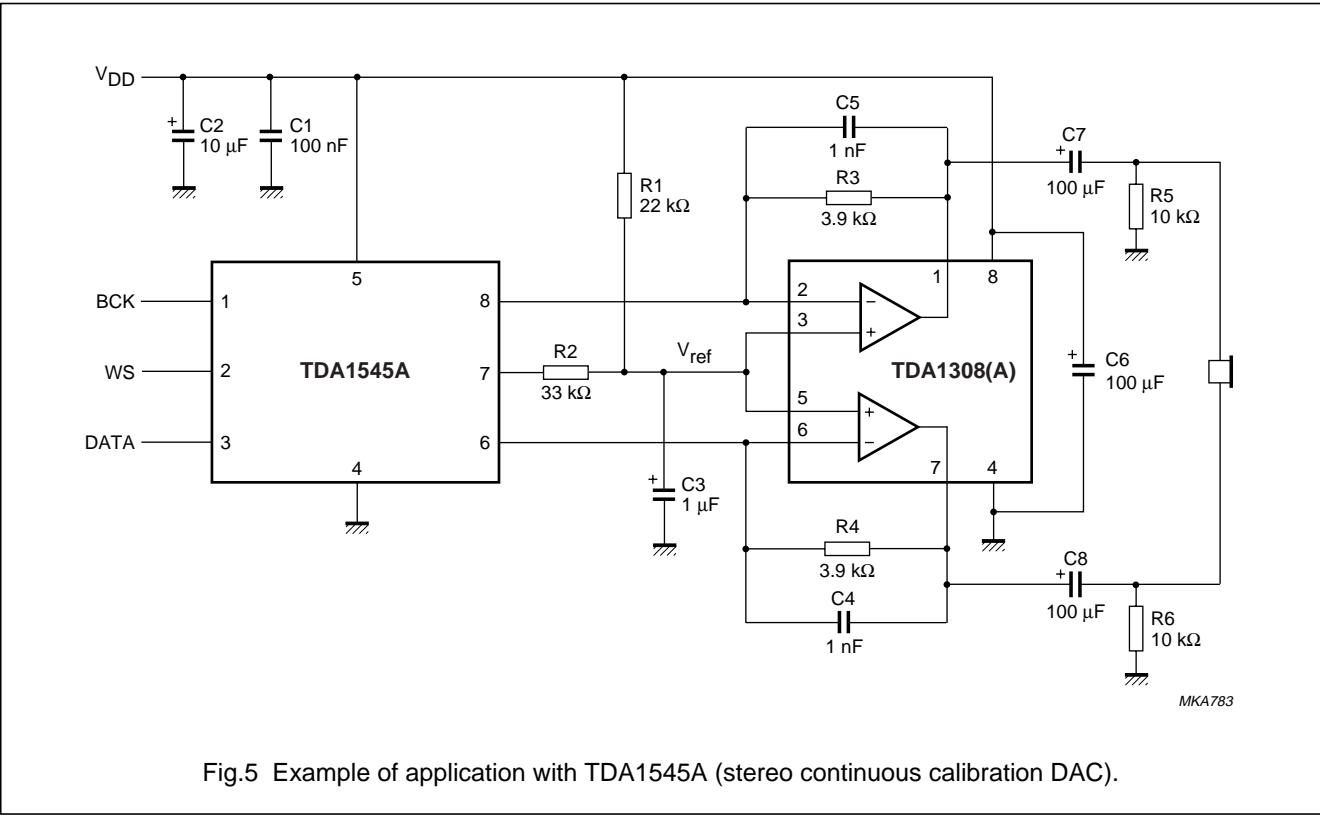 VDD
+
C2
10 μF
C1
100 nF
R1
22 kΩ
C5
1 nF
R3
3.9 kΩ
C7
+
100 μF
R5
10 kΩ
BCK
WS
DATA
1
2
3
5
4
8
7
6
TDA1545A
R2
33 kΩ
Vref
+
C3
1 μF
2
3
5
6
1
8
7
4
−
+
+
−
TDA1308(A)
+
C6
100 μF
R4
3.9 kΩ
C4
1 nF
C8
+
100 μF
R6
10 kΩ
MKA783
Fig.5 Example of application with TDA1545A (stereo continuous calibration DAC).